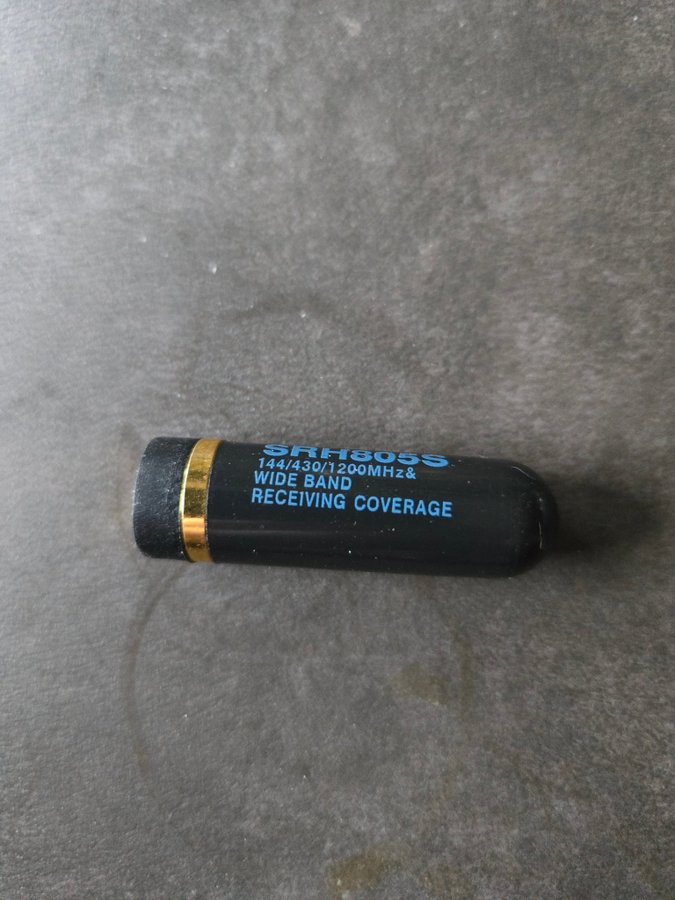 SRH805S
144/430/1200MHz&
WIDE BAND
RECEIVING COVERAGE